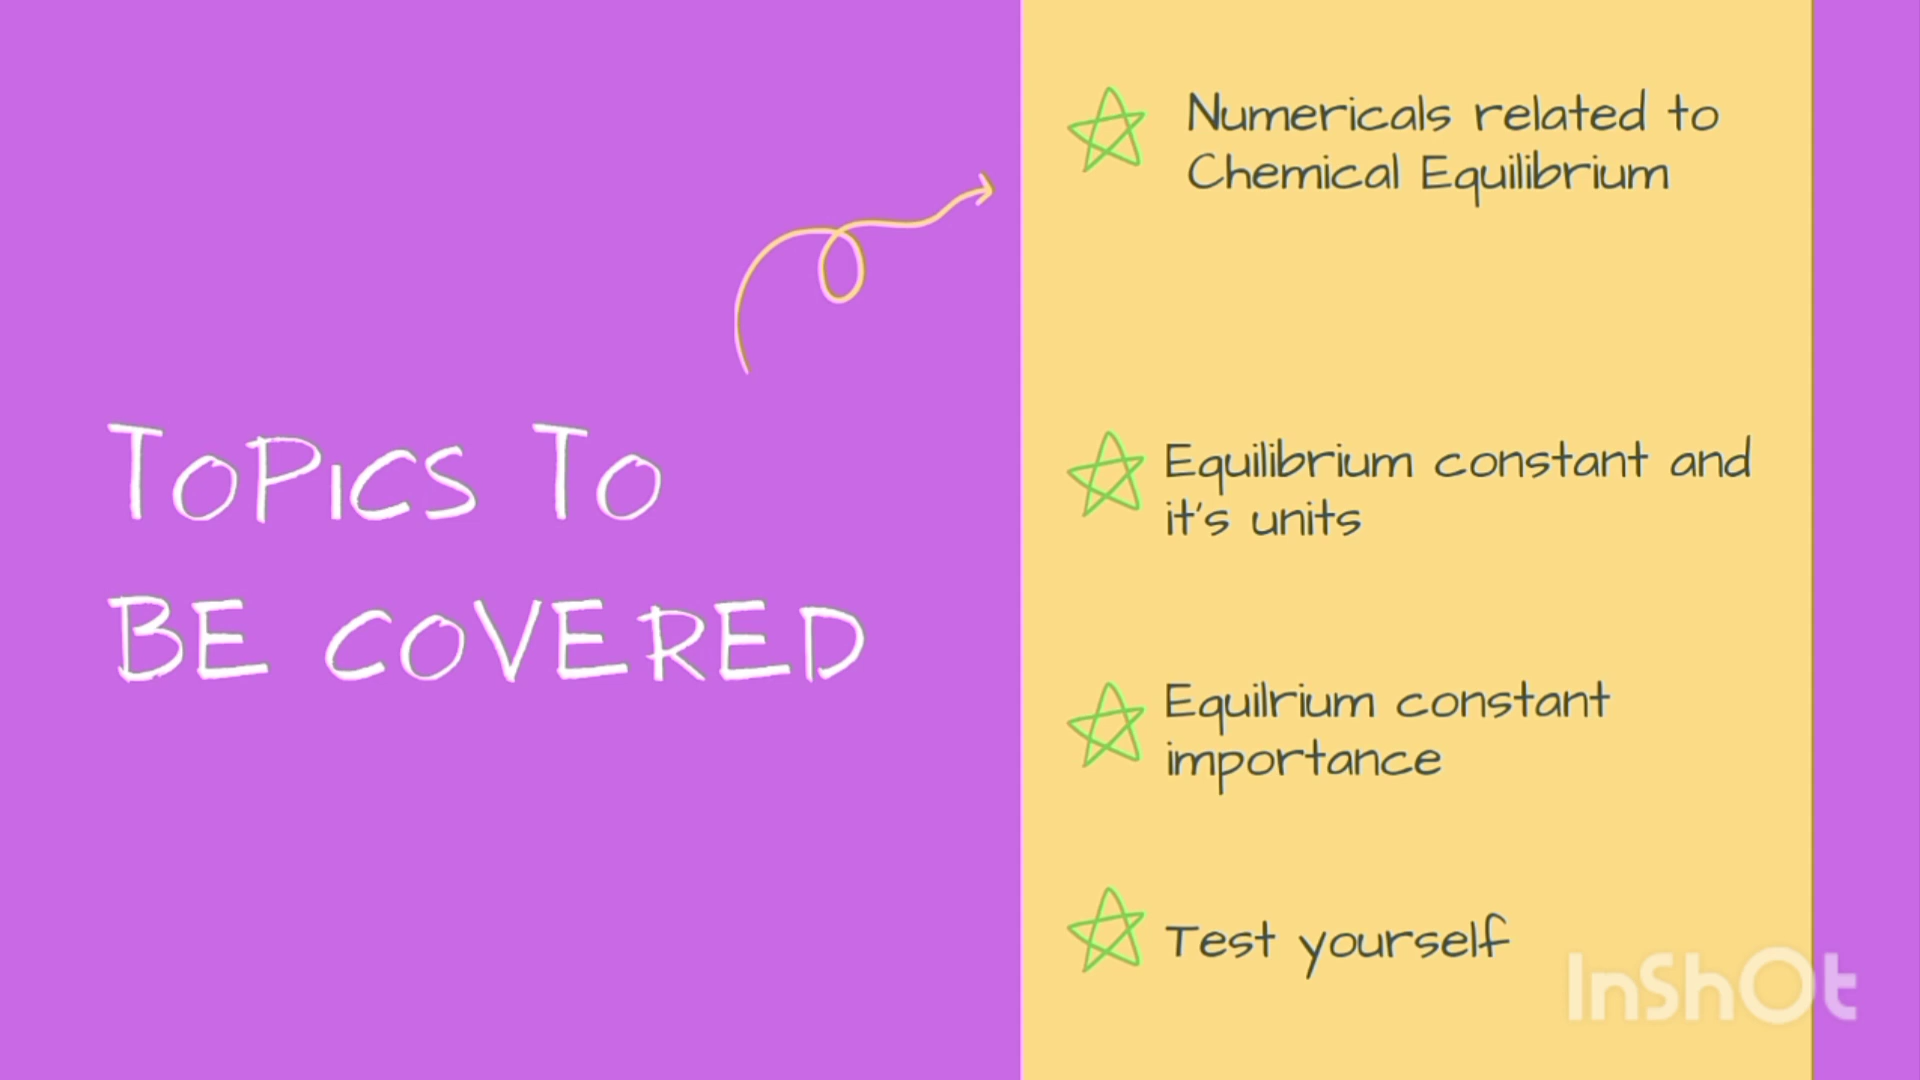 TOPICS TO
BE COVERED
Numericals related to
Chemical Equilibrium
Equilibrium constant and
it's units
Equilrium constant
importance
Test yourself
InShOt